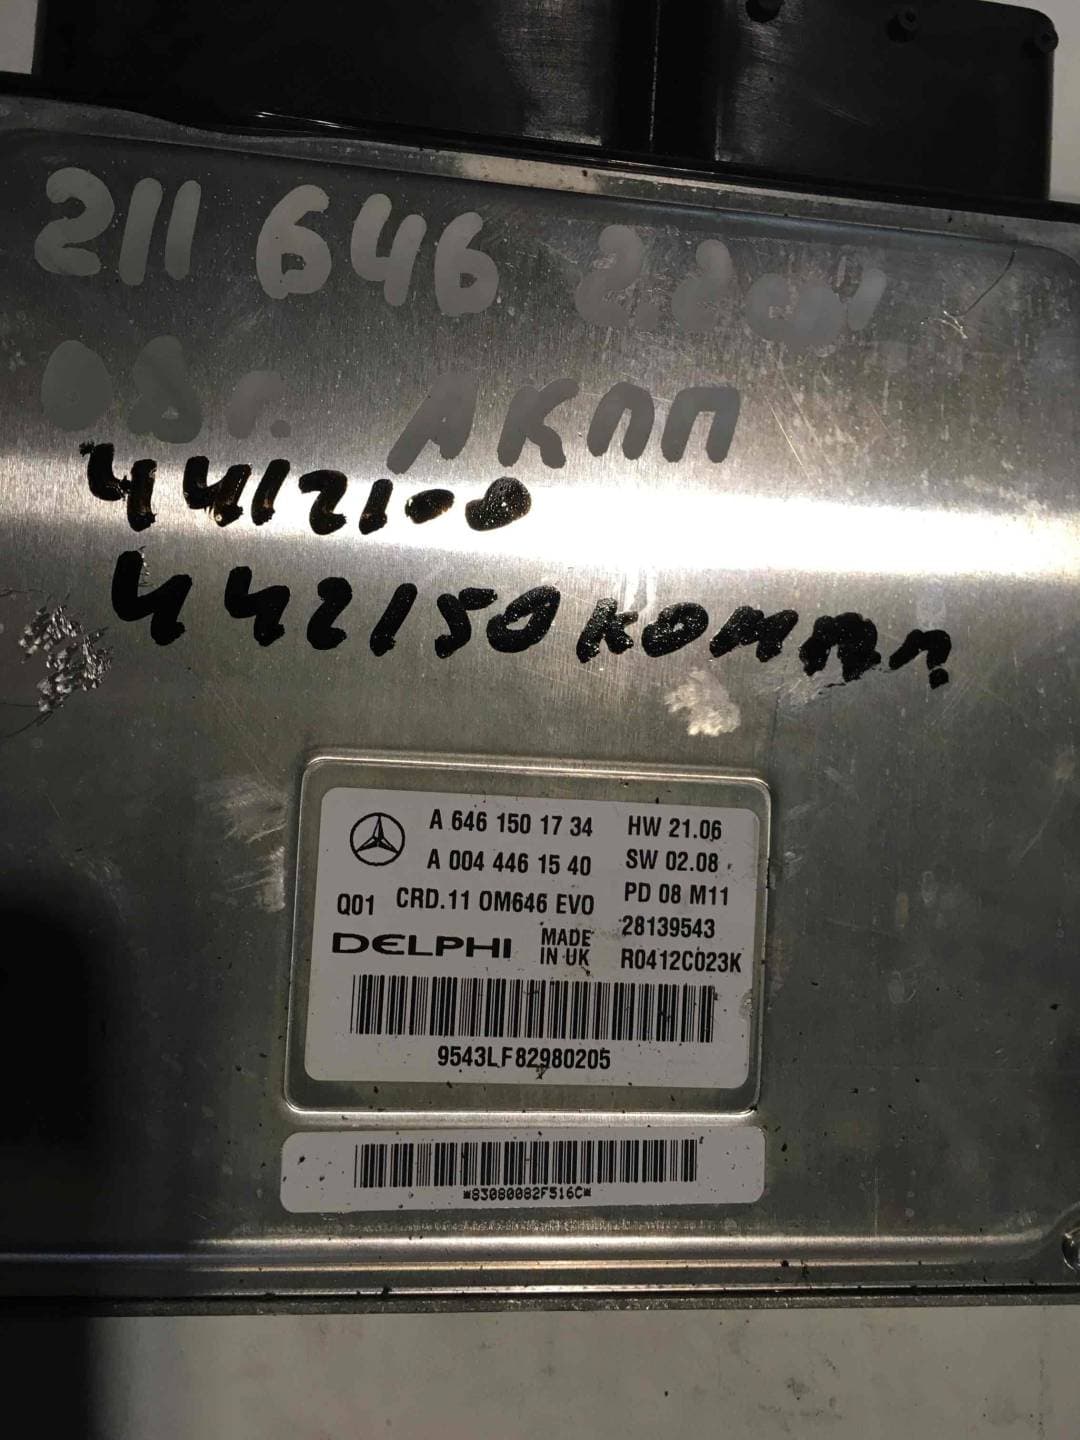 211 646 2.2cdi
08г. АКПП
441121-0
442150 компл
A 646 150 17 34 HW 21.06
A 004 446 15 40 SW 02.08
Q01 CRD.11 OM646 EVO PD 08 M11
DELPHI MADE IN UK 28139543
R0412C023K
9543LF82980205
*83080082F516C*